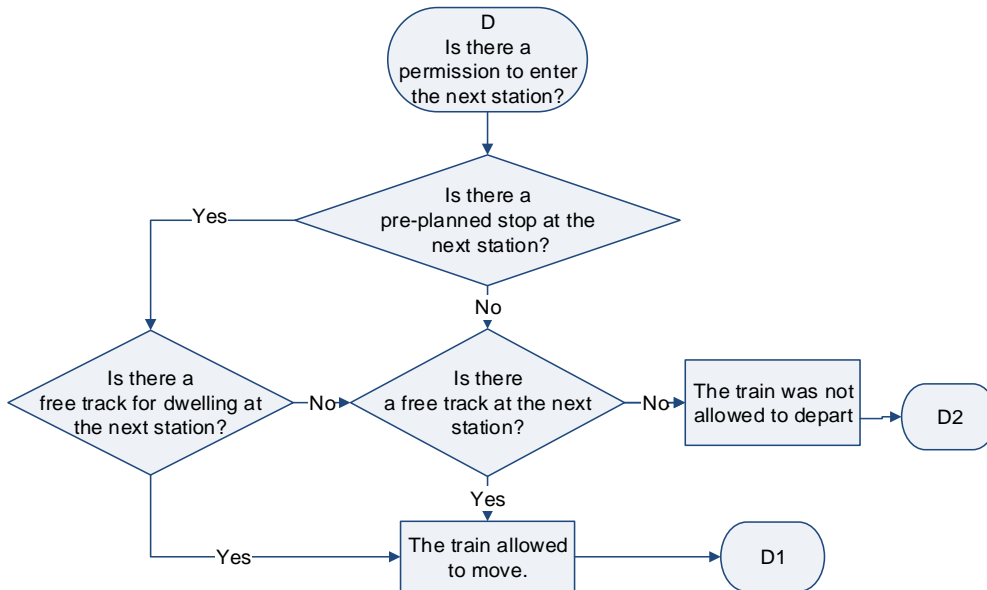 D
Is there a
permission to enter
the next station?
Is there a
pre-planned stop at the
next station?
Yes
No
Is there a
free track for dwelling at
the next station?
No
Is there
a free track at the next
station?
No
The train was not
allowed to depart
D2
Yes
Yes
The train allowed
to move.
D1